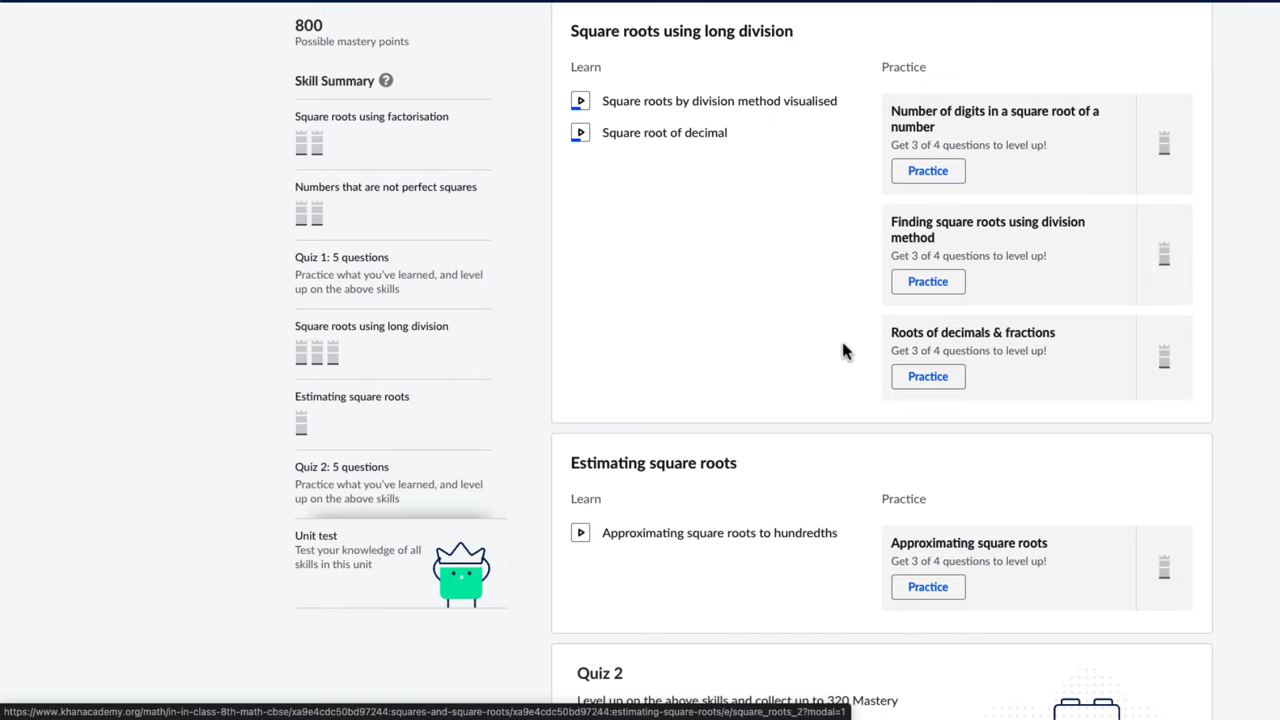 800
Possible mastery points
Skill Summary ?
Square roots using factorisation
Numbers that are not perfect squares
Quiz 1: 5 questions
Practice what you've learned, and level
up on the above skills
Square roots using long division
Estimating square roots
Quiz 2: 5 questions
Practice what you've learned, and level
up on the above skills
Unit test
Test your knowledge of all
skills in this unit
Square roots using long division
Learn
Square roots by division method visualised
Square root of decimal
Practice
Number of digits in a square root of a
number
Get 3 of 4 questions to level up!
Practice
Finding square roots using division
method
Get 3 of 4 questions to level up!
Practice
Roots of decimals & fractions
Get 3 of 4 questions to level up!
Practice
Estimating square roots
Learn
Approximating square roots to hundredths
Practice
Approximating square roots
Get 3 of 4 questions to level up!
Practice
Quiz 2
Level up on the above skills and collect up to 320 Mastery
https://www.khanacademy.org/math/in-in-class-8th-math-cbse/xa9e4cdc50bd97244:squares-and-square-roots/xa9e4cdc50bd97244:estimating-square-roots/e/square_roots_2?modal=1